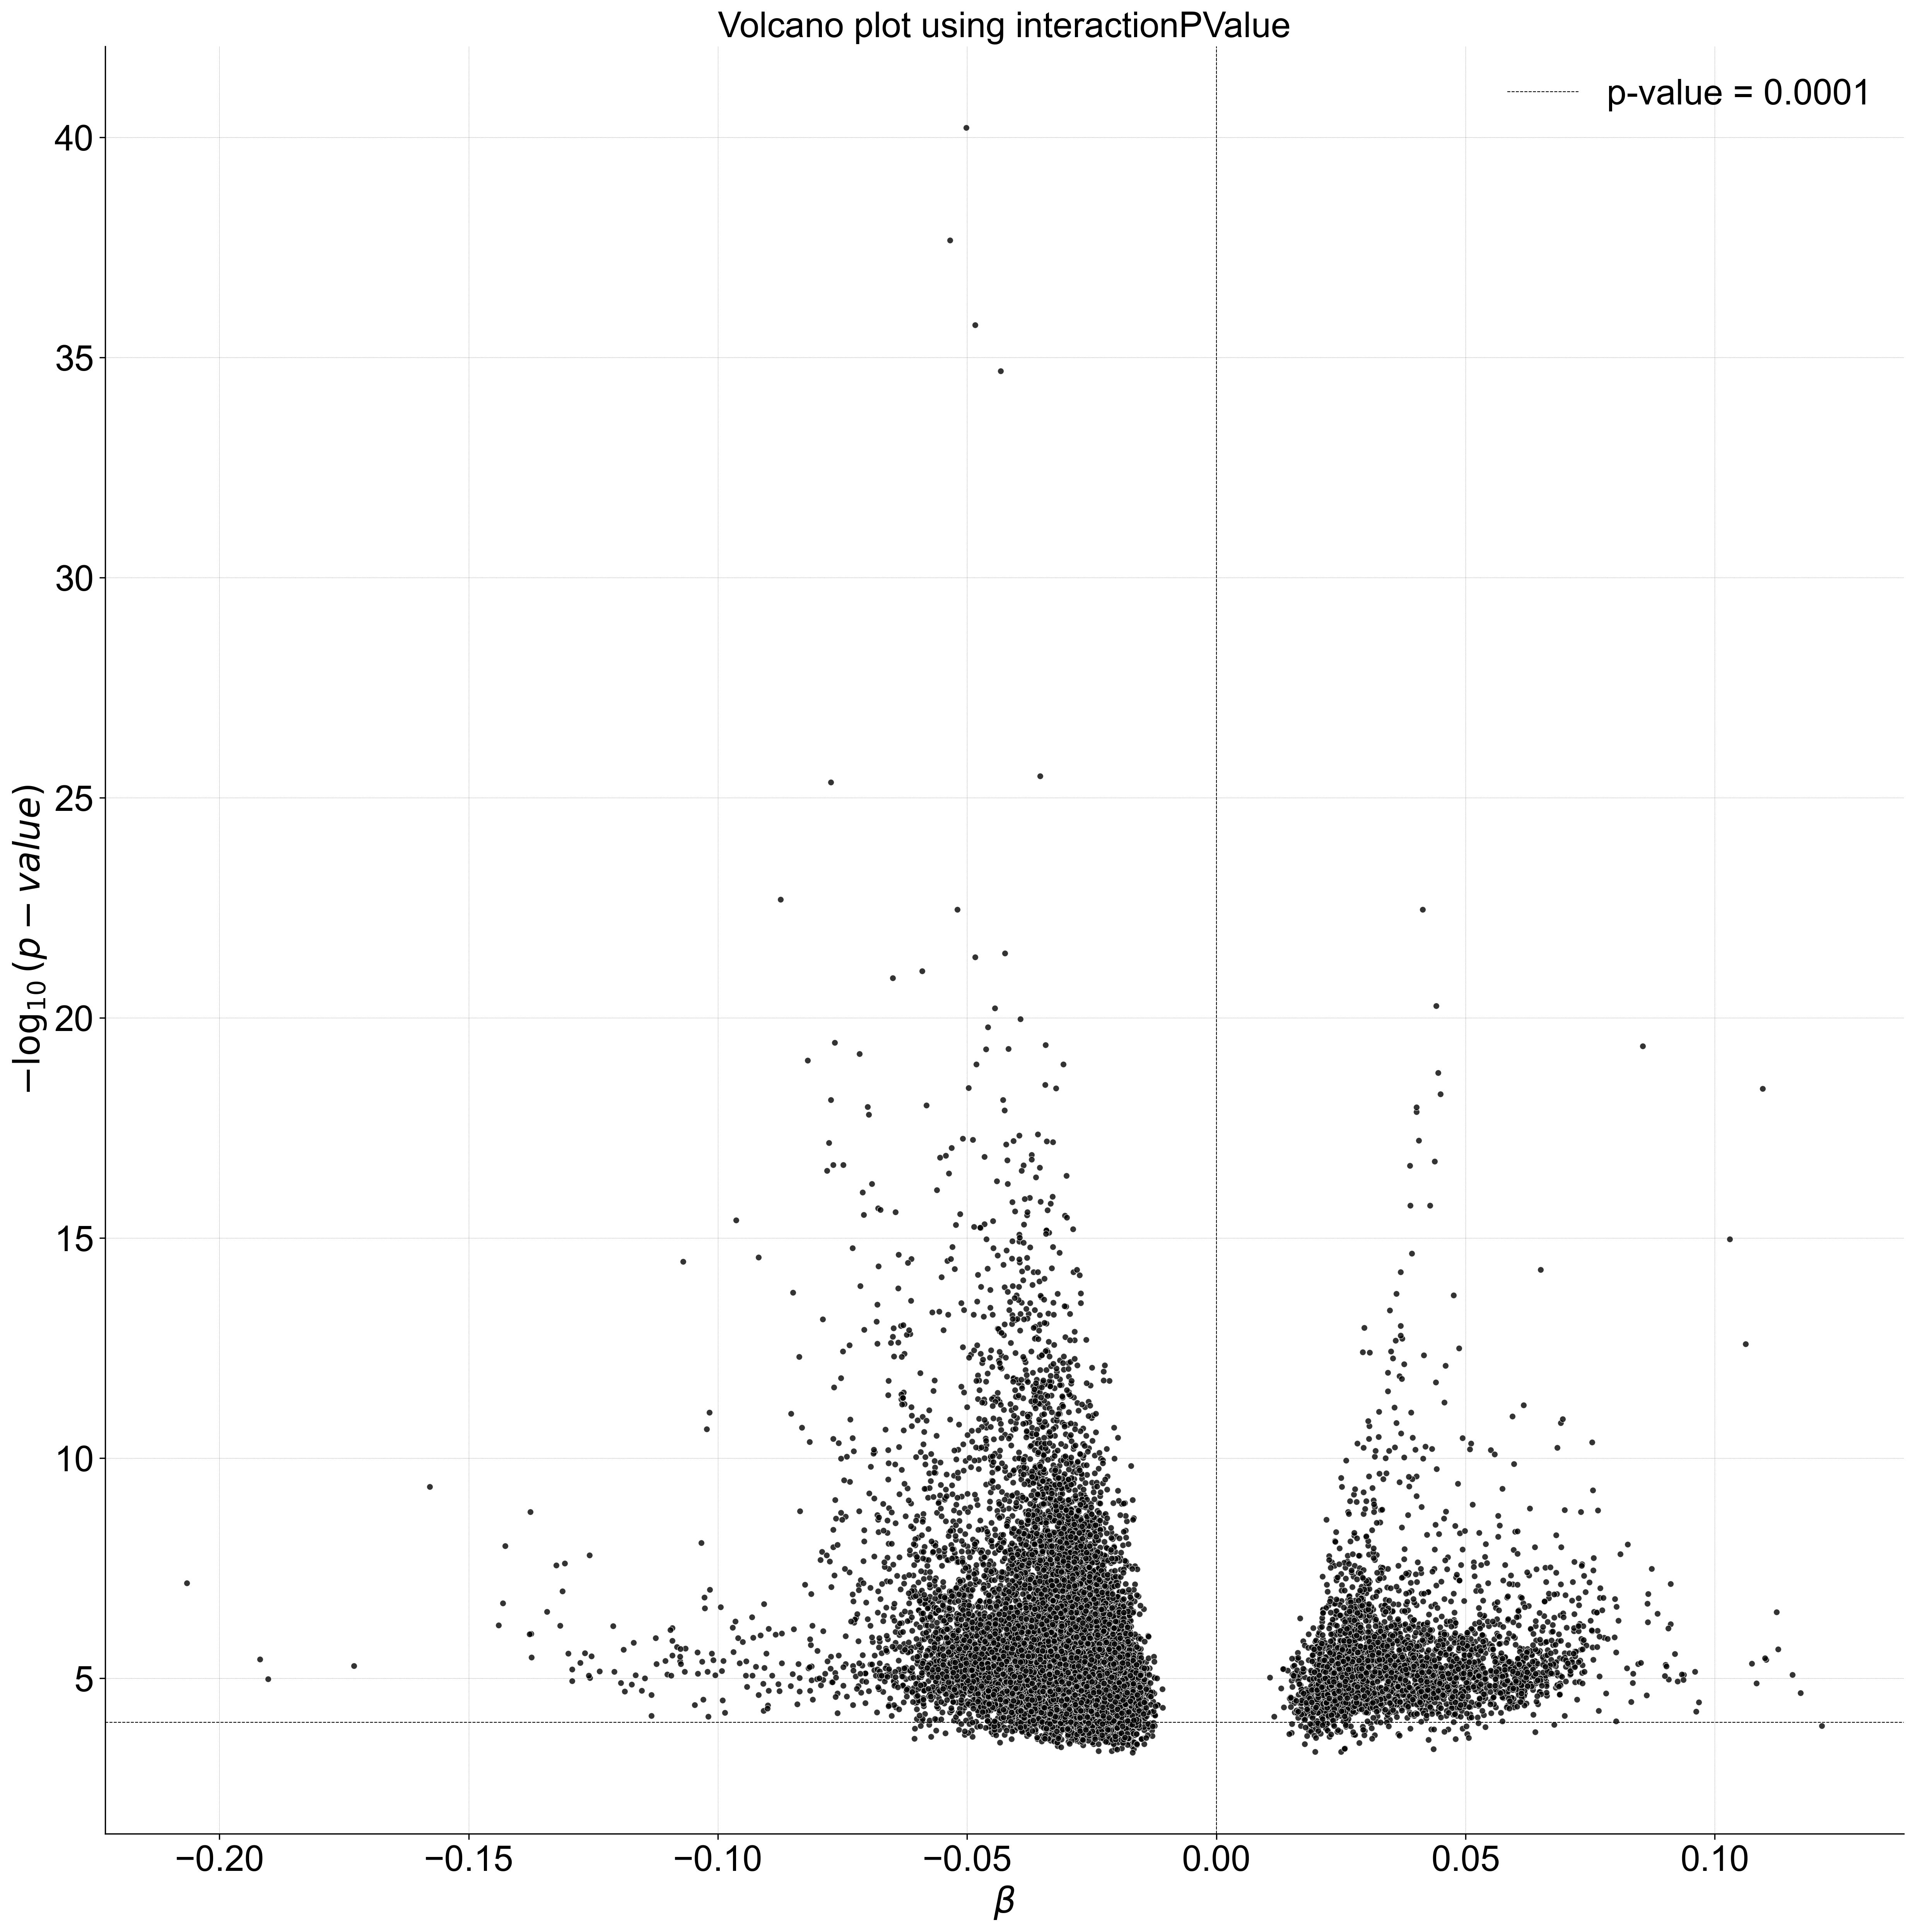 Volcano plot using interactionPValue
p-value = 0.0001
−log₁₀ (p − value)
40
35
30
25
20
15
10
5
−0.20 −0.15 −0.10 −0.05 0.00 0.05 0.10
β